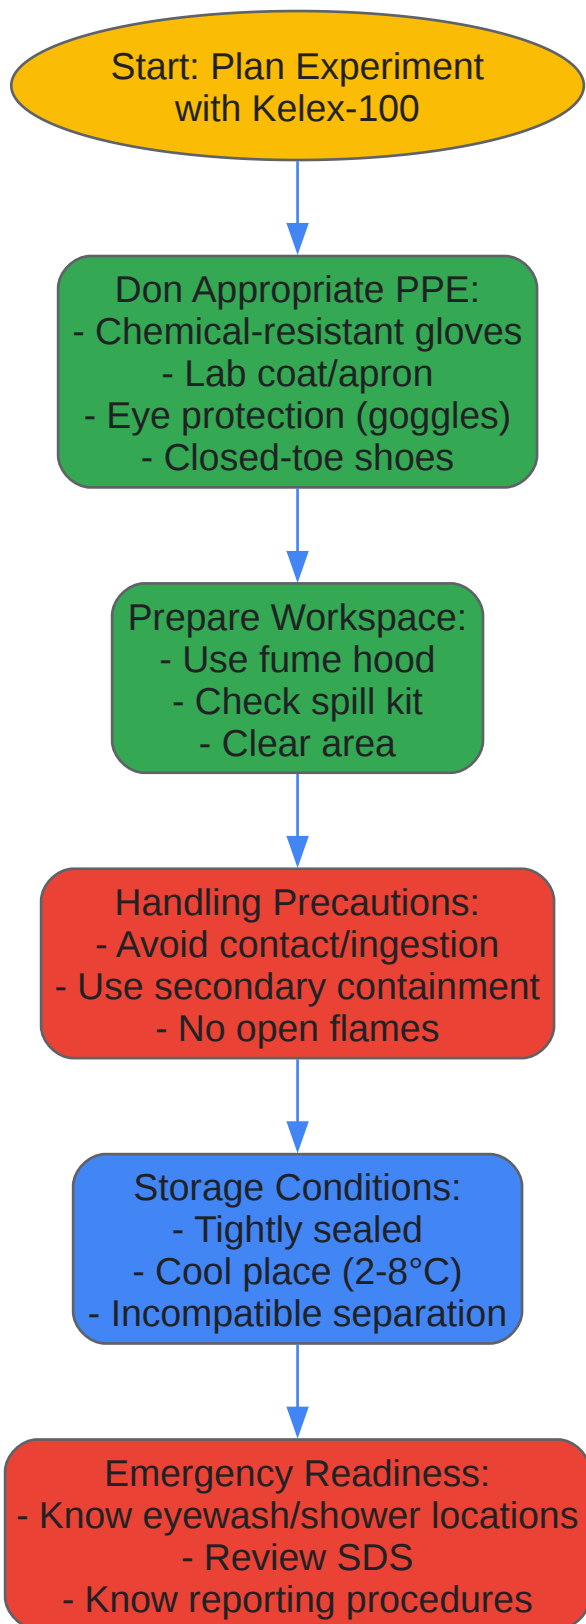 Start: Plan Experiment
with Kelex-100
Don Appropriate PPE:
- Chemical-resistant gloves
- Lab coat/apron
- Eye protection (goggles)
- Closed-toe shoes
Prepare Workspace:
- Use fume hood
- Check spill kit
- Clear area
Handling Precautions:
- Avoid contact/ingestion
- Use secondary containment
- No open flames
Storage Conditions:
- Tightly sealed
- Cool place (2-8°C)
- Incompatible separation
Emergency Readiness:
- Know eyewash/shower locations
- Review SDS
- Know reporting procedures